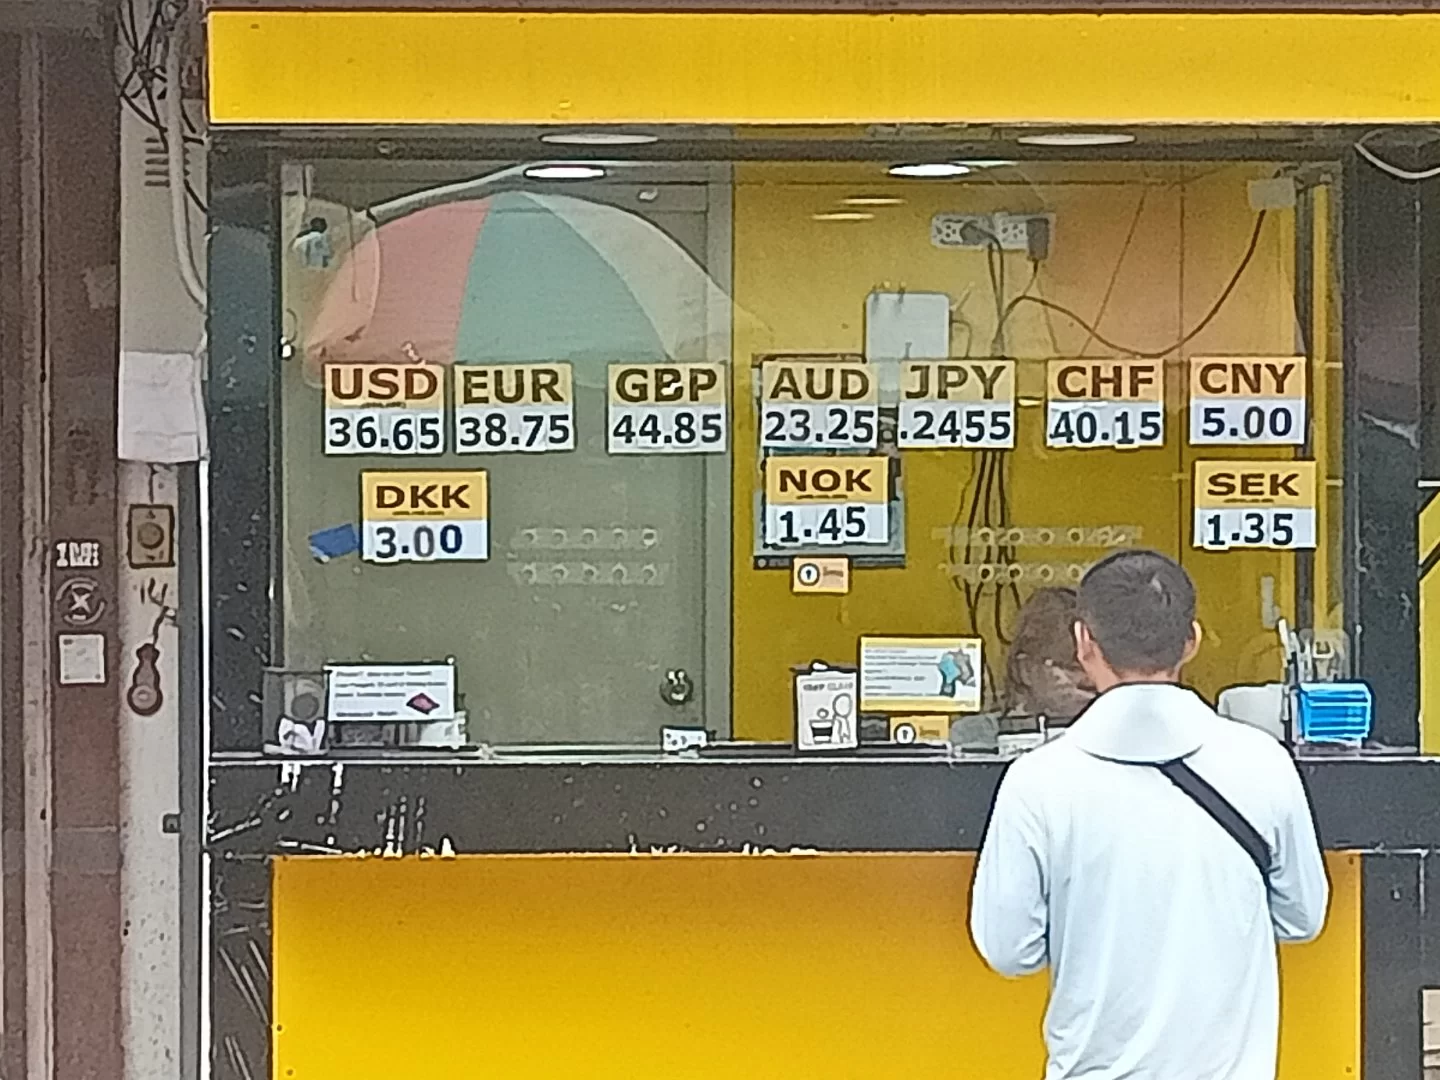 USD
36.65
EUR
38.75
GBP
44.85
AUD
23.25
JPY
.2455
CHF
40.15
CNY
5.00
DKK
3.00
NOK
1.45
SEK
1.35